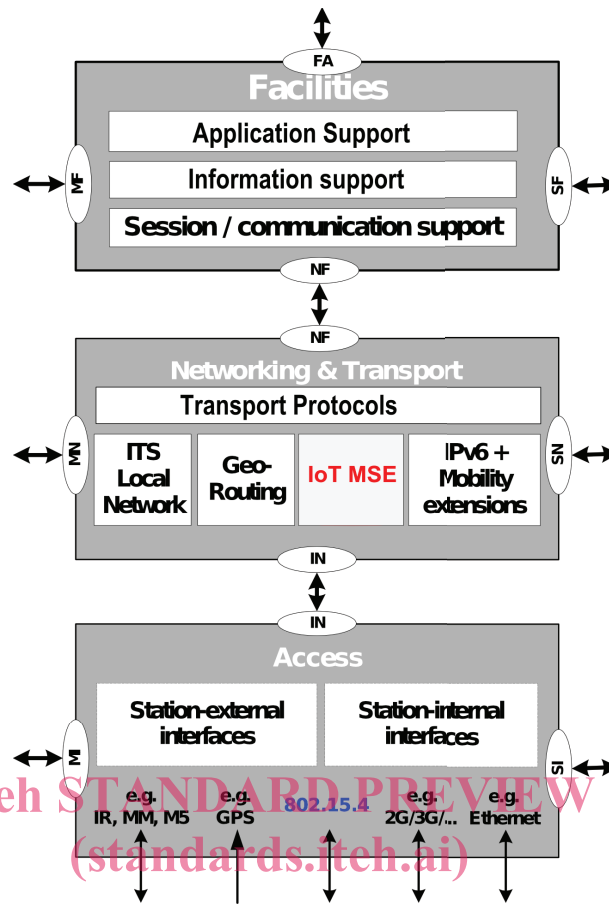 FA
Facilities
Application Support
Information support
MF
SF
Session / communication support
NF
NF
Networking & Transport
Transport Protocols
MN
SN
ITS
Local
Network
Geo-
Routing
IoT MSE
IPv6 +
Mobility
extensions
IN
IN
Access
Station-external
interfaces
Station-internal
interfaces
MI
SI
eh STANDARD PREVIEW
e.g.
IR, MM, M5
e.g.
GPS
802.15.4
e.g.
2G/3G/...
e.g.
Ethernet
(standards.iteh.ai)